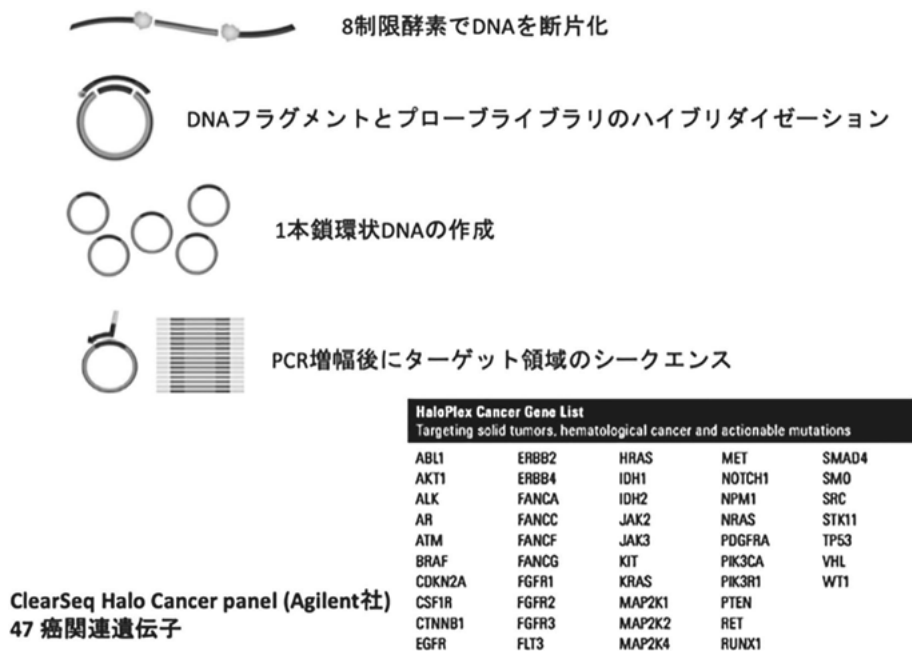 8制限酵素でDNAを断片化
DNAフラグメントとプローブライブラリのハイブリダイゼーション
1本鎖環状DNAの作成
PCR増幅後にターゲット領域のシークエンス
HaloPlex Cancer Gene List
Targeting solid tumors, hematological cancer and actionable mutations
ABL1 ERBB2 HRAS MET SMAD4
AKT1 ERBB4 IDH1 NOTCH1 SMO
ALK FANCA IDH2 NPM1 SRC
AR FANCC JAK2 NRAS STK11
ATM FANCF JAK3 PDGFRA TP53
BRAF FANCG KIT PIK3CA VHL
CDKN2A FGFR1 KRAS PIK3R1 WT1
CSF1R FGFR2 MAP2K1 PTEN
CTNNB1 FGFR3 MAP2K2 RET
EGFR FLT3 MAP2K4 RUNX1
ClearSeq Halo Cancer panel (Agilent社)
47 癌関連遺伝子